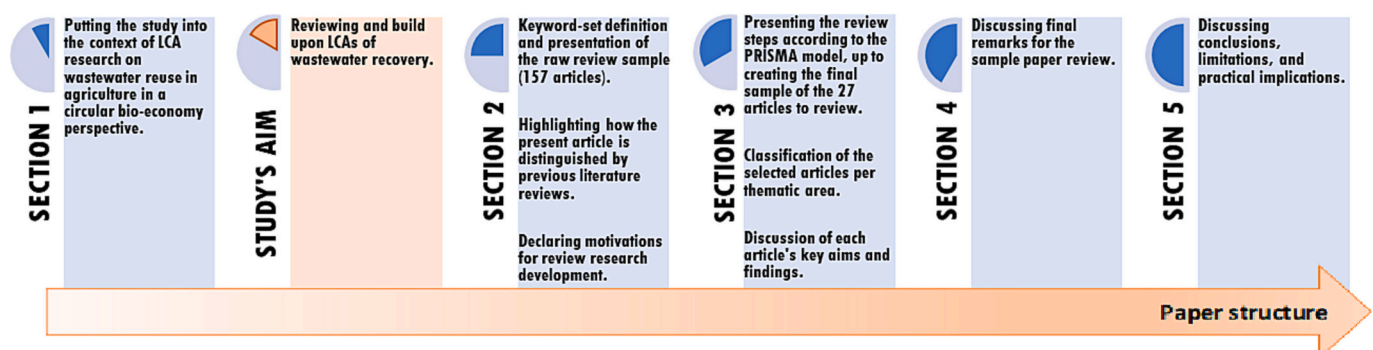 SECTION 1
Putting the study into
the context of LCA
research on
wastewater reuse in
agriculture in a
circular bio-economy
perspective.
STUDY'S AIM
Reviewing and build
upon LCAs of
wastewater recovery.
SECTION 2
Keyword-set definition
and presentation of
the raw review sample
(157 articles).
Highlighting how the
present article is
distinguished by
previous literature
reviews.
Declaring motivations
for review research
development.
SECTION 3
Presenting the review
steps according to the
PRISMA model, up to
creating the final
sample of the 27
articles to review.
Classification of the
selected articles per
thematic area.
Discussion of each
article's key aims and
findings.
SECTION 4
Discussing final
remarks for the
sample paper review.
SECTION 5
Discussing
conclusions,
limitations, and
practical implications.
Paper structure